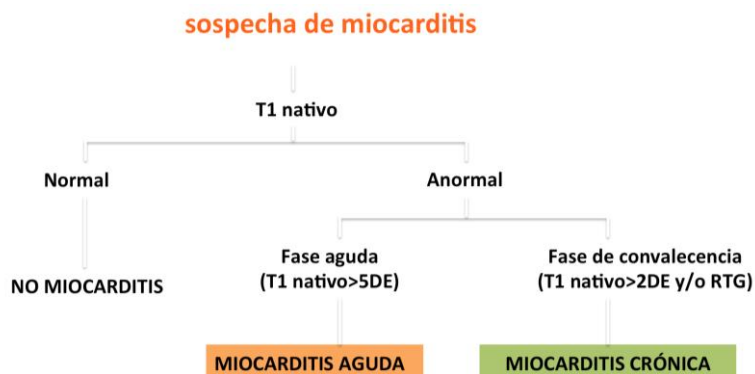 sospecha de miocarditis
T1 nativo
Normal
Anormal
NO MIOCARDITIS
Fase aguda
(T1 nativo>5DE)
Fase de convalecencia
(T1 nativo>2DE y/o RTG)
MIOCARDITIS AGUDA
MIOCARDITIS CRÓNICA